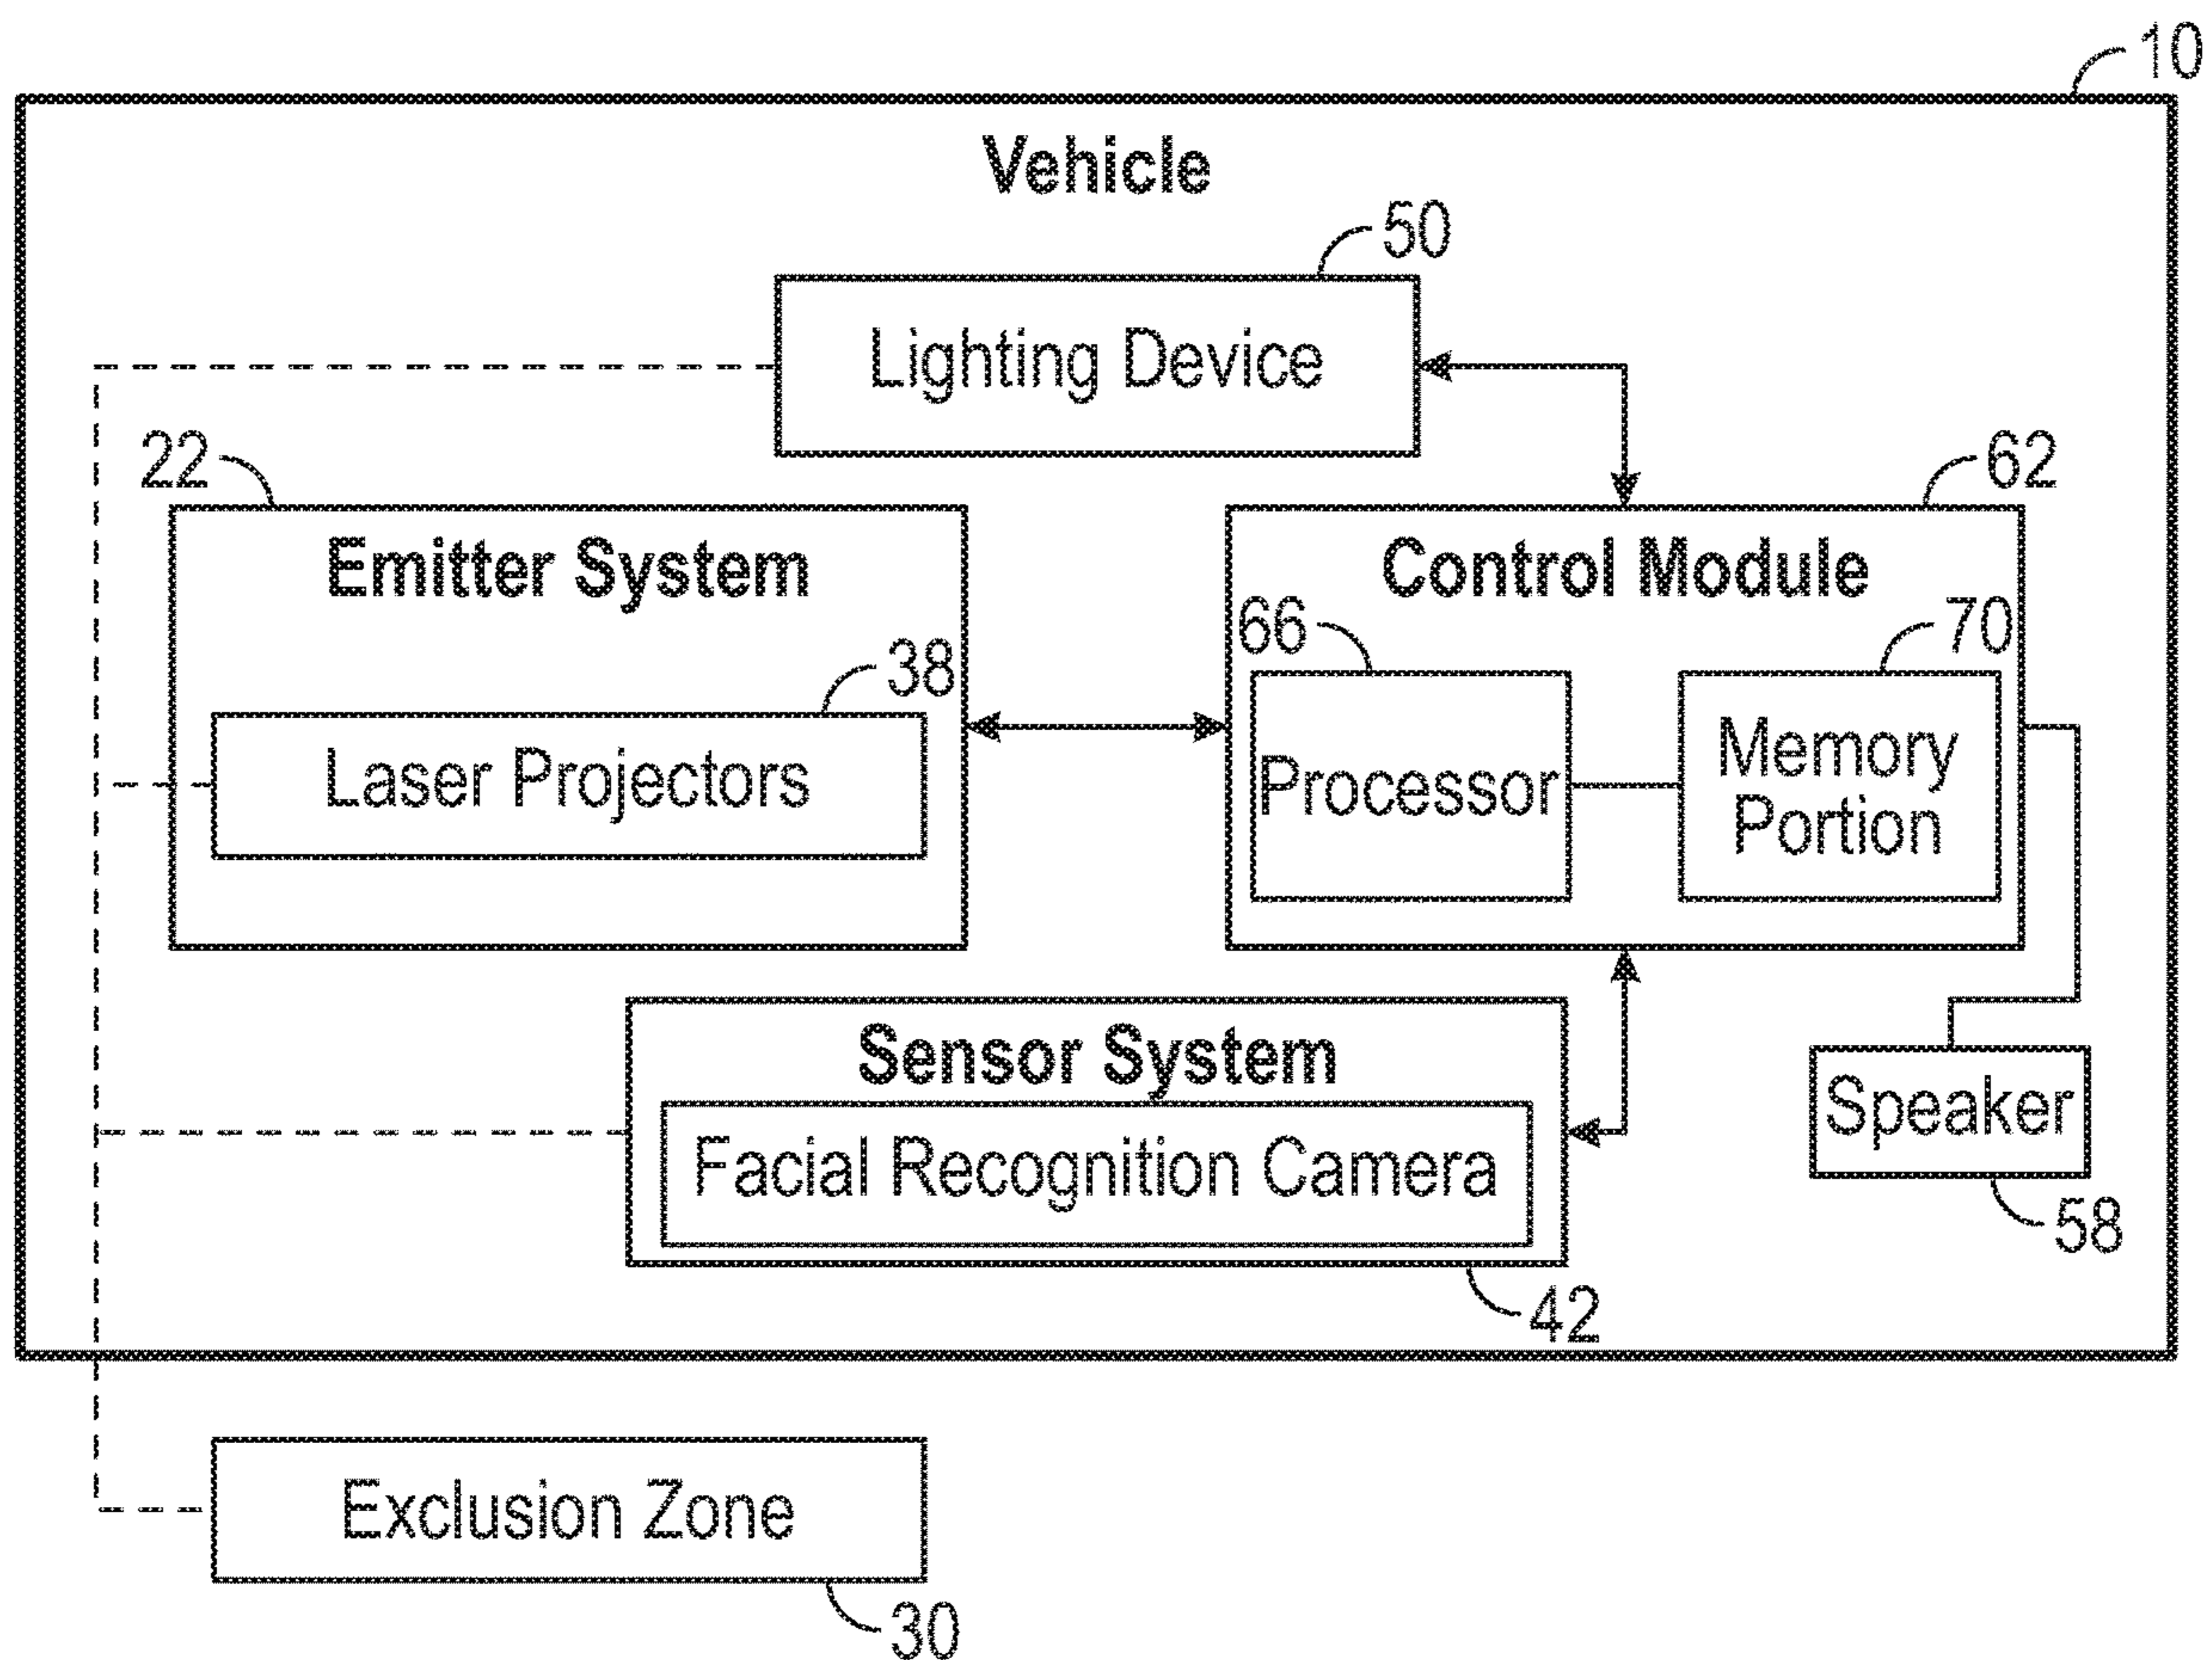 10
Vehicle
50
Lighting Device
22
62
Emitter System
Control Module
66
70
38
Laser Projectors
Processor
Memory
Portion
Sensor System
Facial Recognition Camera
Speaker
58
42
Exclusion Zone
30